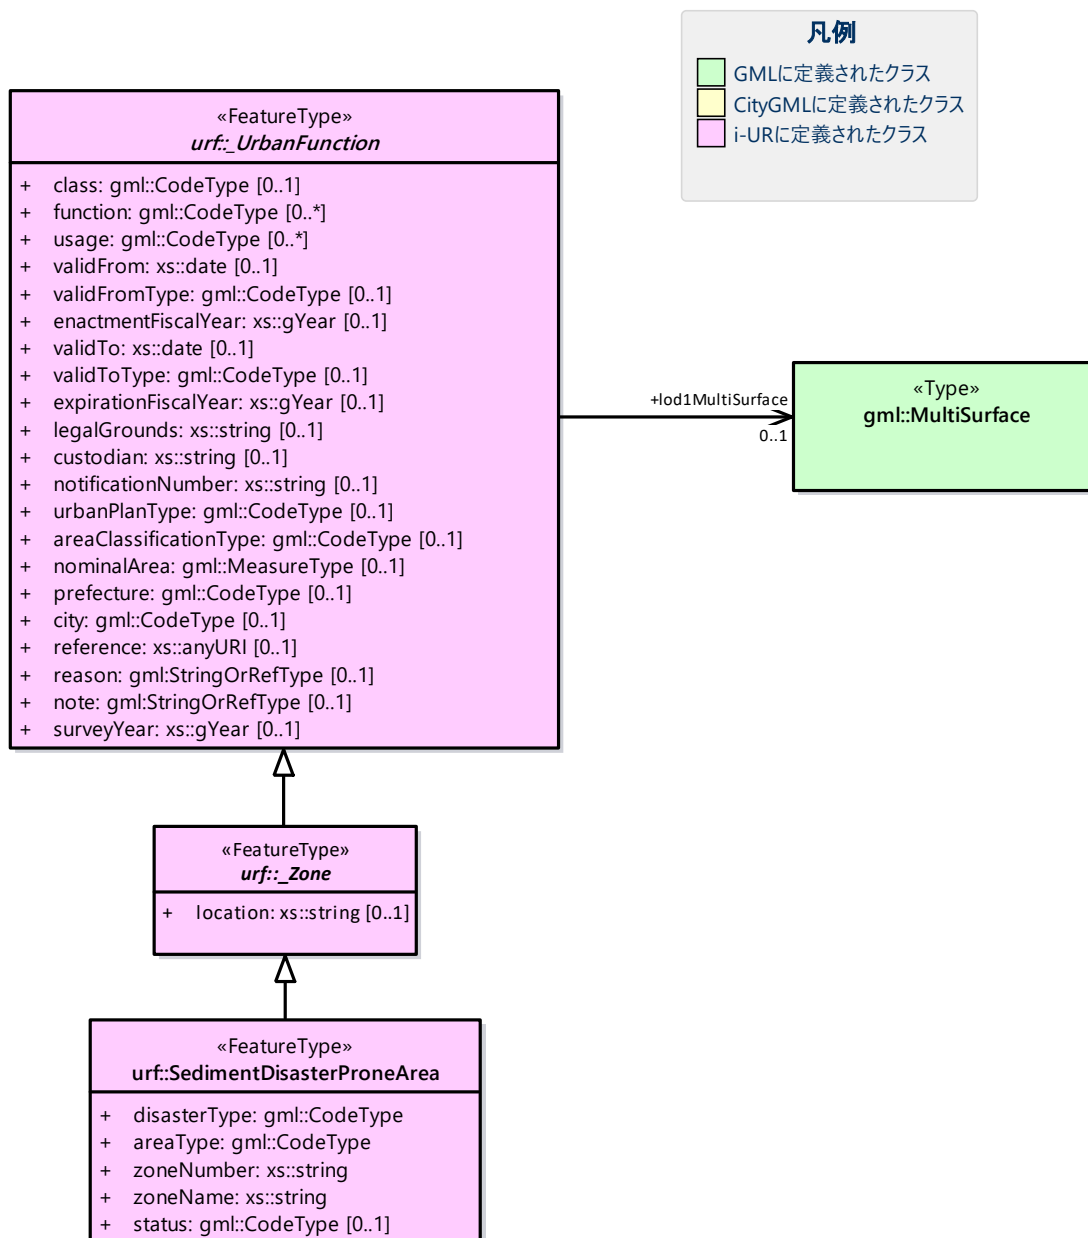 凡例
GMLに定義されたクラス
CityGMLに定義されたクラス
i-URに定義されたクラス
«FeatureType»
urf::_UrbanFunction
+ class: gml::CodeType [0..1]
+ function: gml::CodeType [0..*]
+ usage: gml::CodeType [0..*]
+ validFrom: xs::date [0..1]
+ validFromType: gml::CodeType [0..1]
+ enactmentFiscalYear: xs::gYear [0..1]
+ validTo: xs::date [0..1]
+ validToType: gml::CodeType [0..1]
+ expirationFiscalYear: xs::gYear [0..1]
+ legalGrounds: xs::string [0..1]
+ custodian: xs::string [0..1]
+ notificationNumber: xs::string [0..1]
+ urbanPlanType: gml::CodeType [0..1]
+ areaClassificationType: gml::CodeType [0..1]
+ nominalArea: gml::MeasureType [0..1]
+ prefecture: gml::CodeType [0..1]
+ city: gml::CodeType [0..1]
+ reference: xs::anyURI [0..1]
+ reason: gml:StringOrRefType [0..1]
+ note: gml:StringOrRefType [0..1]
+ surveyYear: xs::gYear [0..1]
+lod1MultiSurface
0..1
«Type»
gml::MultiSurface
«FeatureType»
urf::_Zone
+ location: xs::string [0..1]
«FeatureType»
urf::SedimentDisasterProneArea
+ disasterType: gml::CodeType
+ areaType: gml::CodeType
+ zoneNumber: xs::string
+ zoneName: xs::string
+ status: gml::CodeType [0..1]